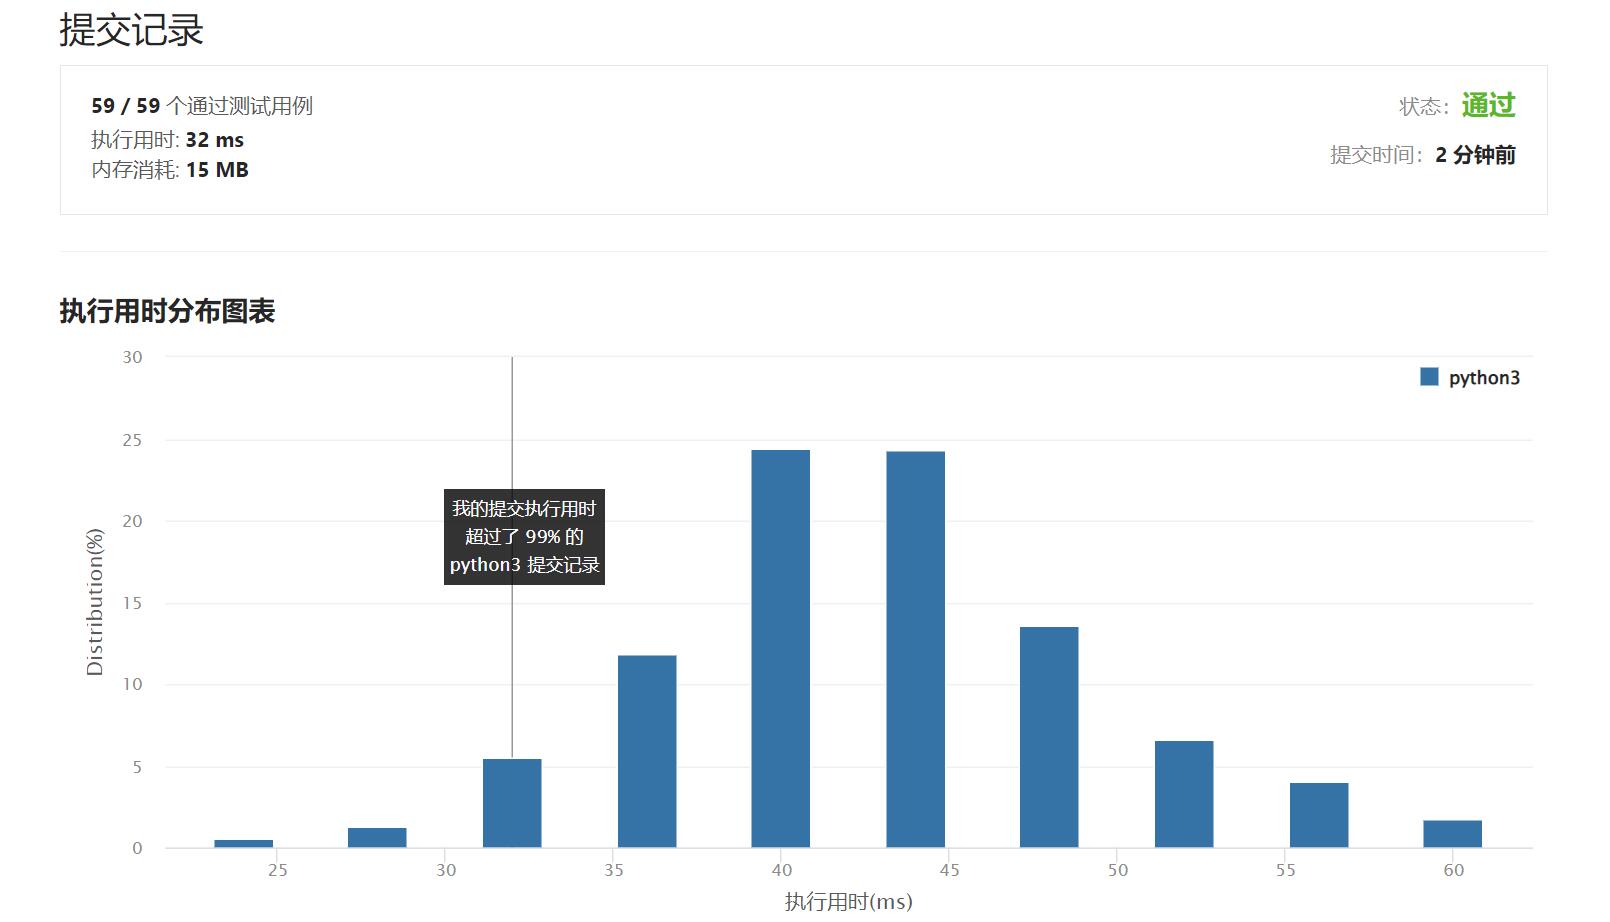 提交记录
59 / 59 个通过测试用例
状态：通过
执行用时: 32 ms
提交时间：2 分钟前
内存消耗: 15 MB
执行用时分布图表
30
python3
25
我的提交执行用时
超过了 99% 的
python3 提交记录
20
15
10
5
0
Distribution(%)
25
30
35
40
45
50
55
60
执行用时(ms)